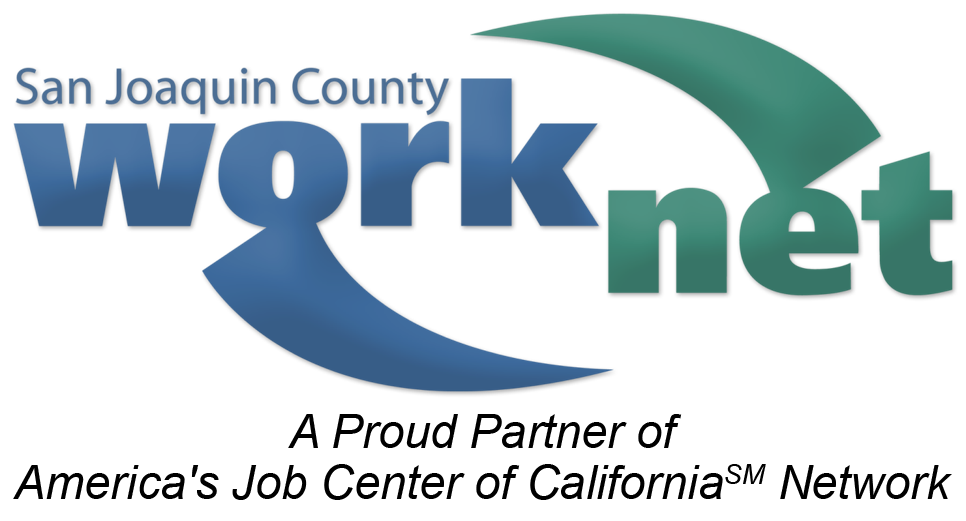 San Joaquin County
work
net
A Proud Partner of
America's Job Center of California℠ Network